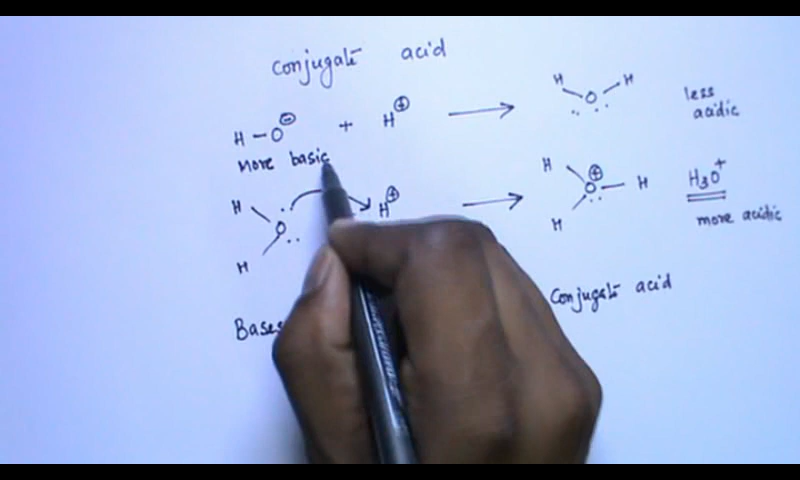 Conjugate acid
H - O⊖ + H⊕ → H O H less acidic
More basic
H O H H⊕ → H O⊕ H H H3O+
more acidic
Bases Conjugate acid